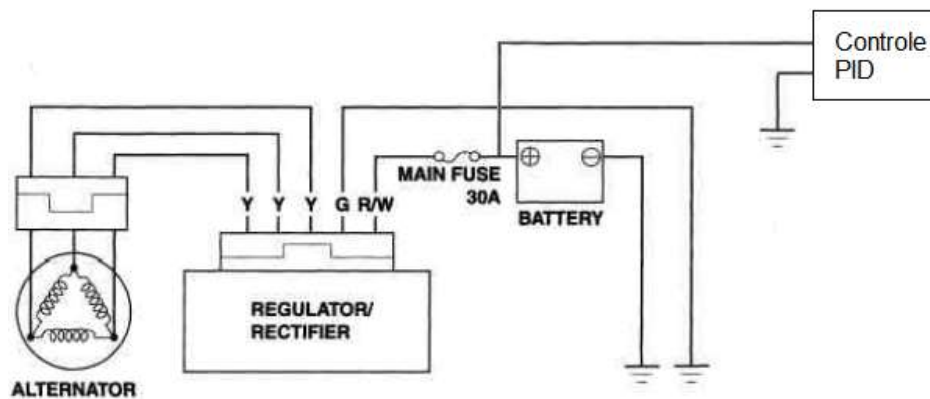 Controle
PID
MAIN FUSE
30A
BATTERY
Y Y Y G R/W
REGULATOR/
RECTIFIER
ALTERNATOR